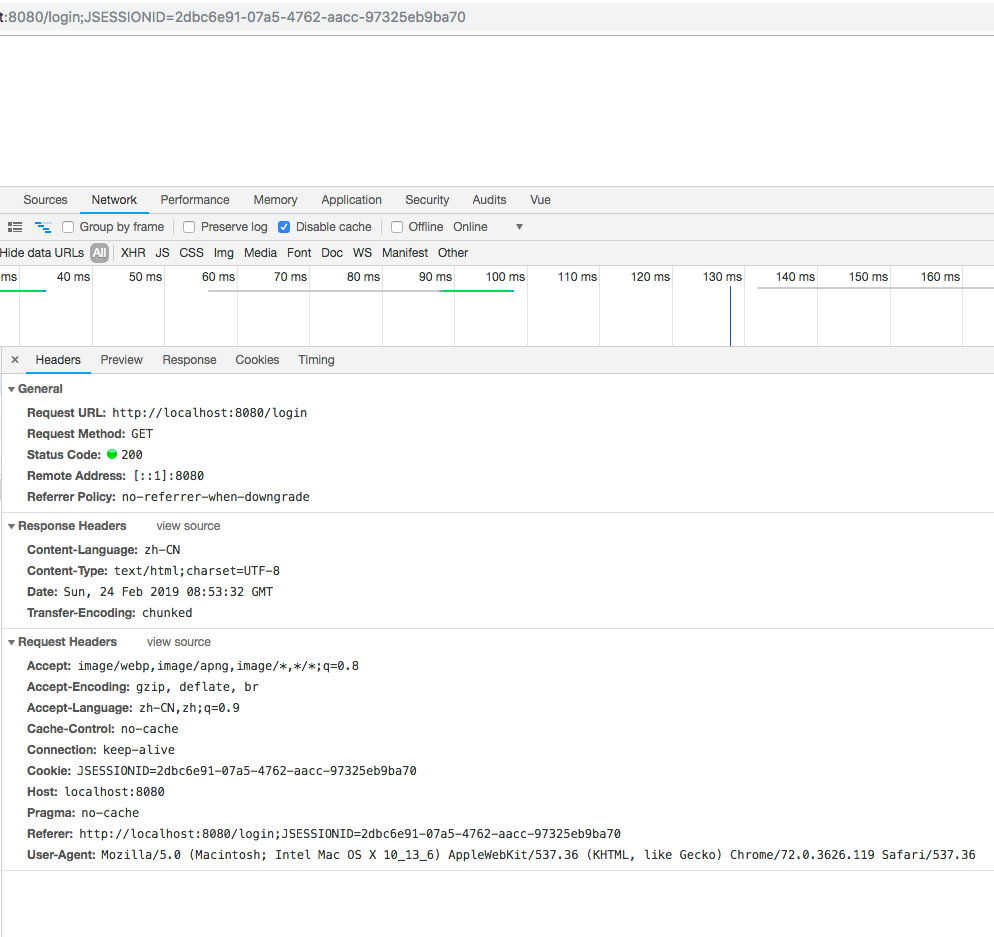 t:8080/login;JSESSIONID=2dbc6e91-07a5-4762-aacc-97325eb9ba70
Sources Network Performance Memory Application Security Audits Vue
Group by frame Preserve log Disable cache Offline Online ▼
Hide data URLs All XHR JS CSS Img Media Font Doc WS Manifest Other
ms 40 ms 50 ms 60 ms 70 ms 80 ms 90 ms 100 ms 110 ms 120 ms 130 ms 140 ms 150 ms 160 ms
× Headers Preview Response Cookies Timing
▼ General
Request URL: http://localhost:8080/login
Request Method: GET
Status Code: 200
Remote Address: [::1]:8080
Referrer Policy: no-referrer-when-downgrade
▼ Response Headers view source
Content-Language: zh-CN
Content-Type: text/html;charset=UTF-8
Date: Sun, 24 Feb 2019 08:53:32 GMT
Transfer-Encoding: chunked
▼ Request Headers view source
Accept: image/webp,image/apng,image/*,*/*;q=0.8
Accept-Encoding: gzip, deflate, br
Accept-Language: zh-CN,zh;q=0.9
Cache-Control: no-cache
Connection: keep-alive
Cookie: JSESSIONID=2dbc6e91-07a5-4762-aacc-97325eb9ba70
Host: localhost:8080
Pragma: no-cache
Referer: http://localhost:8080/login;JSESSIONID=2dbc6e91-07a5-4762-aacc-97325eb9ba70
User-Agent: Mozilla/5.0 (Macintosh; Intel Mac OS X 10_13_6) AppleWebKit/537.36 (KHTML, like Gecko) Chrome/72.0.3626.119 Safari/537.36